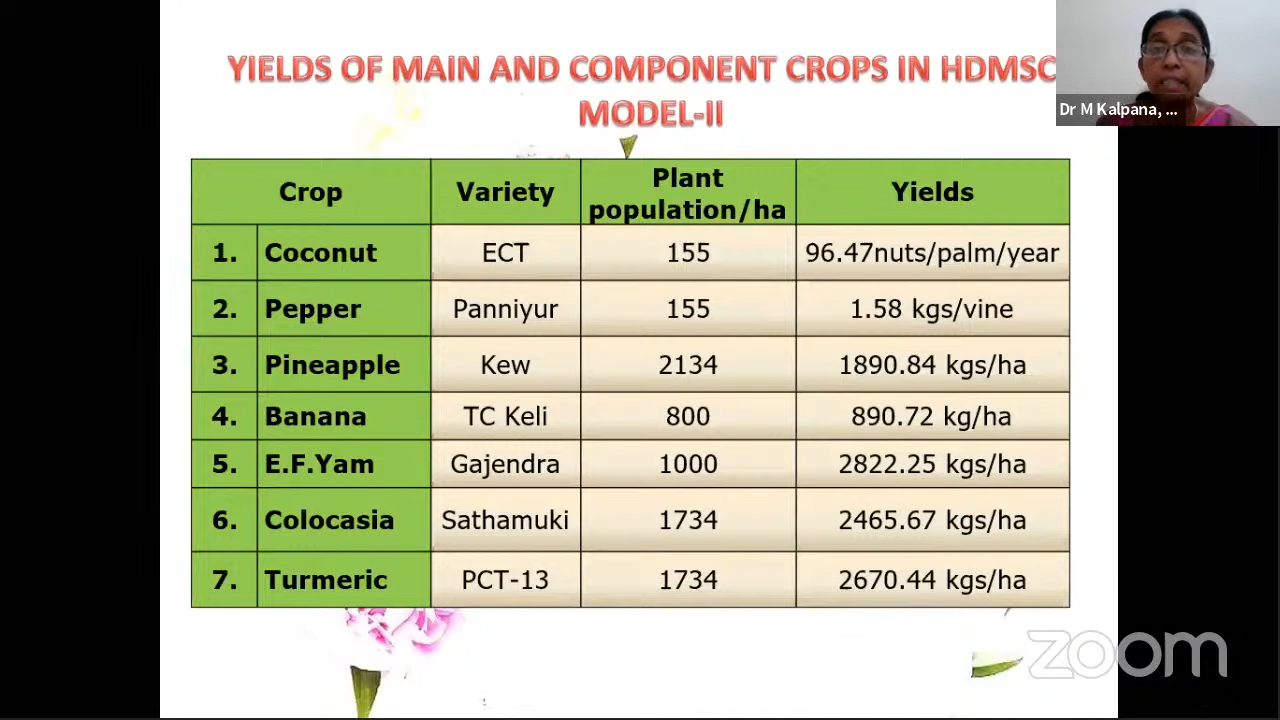 YIELDS OF MAIN AND COMPONENT CROPS IN HDMSC
MODEL-II
Dr M Kalpana, ...
Crop Variety Plant population/ha Yields
1. Coconut ECT 155 96.47nuts/palm/year
2. Pepper Panniyur 155 1.58 kgs/vine
3. Pineapple Kew 2134 1890.84 kgs/ha
4. Banana TC Keli 800 890.72 kg/ha
5. E.F.Yam Gajendra 1000 2822.25 kgs/ha
6. Colocasia Sathamuki 1734 2465.67 kgs/ha
7. Turmeric PCT-13 1734 2670.44 kgs/ha
zoom